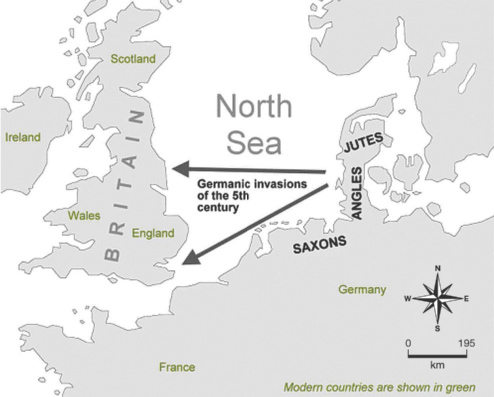 Scotland
North
Sea
Ireland
BRITAIN
JUTES
Germanic invasions
of the 5th
century
ANGLES
Wales
England
SAXONS
Germany
N
W
E
S
0 195
km
France
Modern countries are shown in green